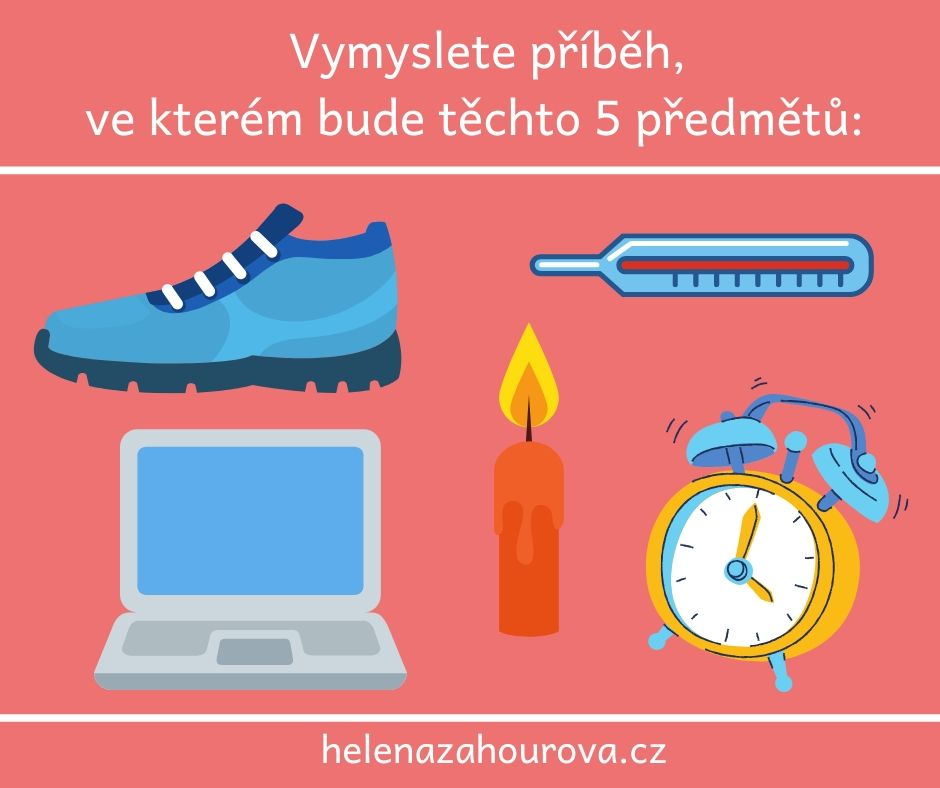 Vymyslete příběh,
ve kterém bude těchto 5 předmětů:
helenazahourova.cz